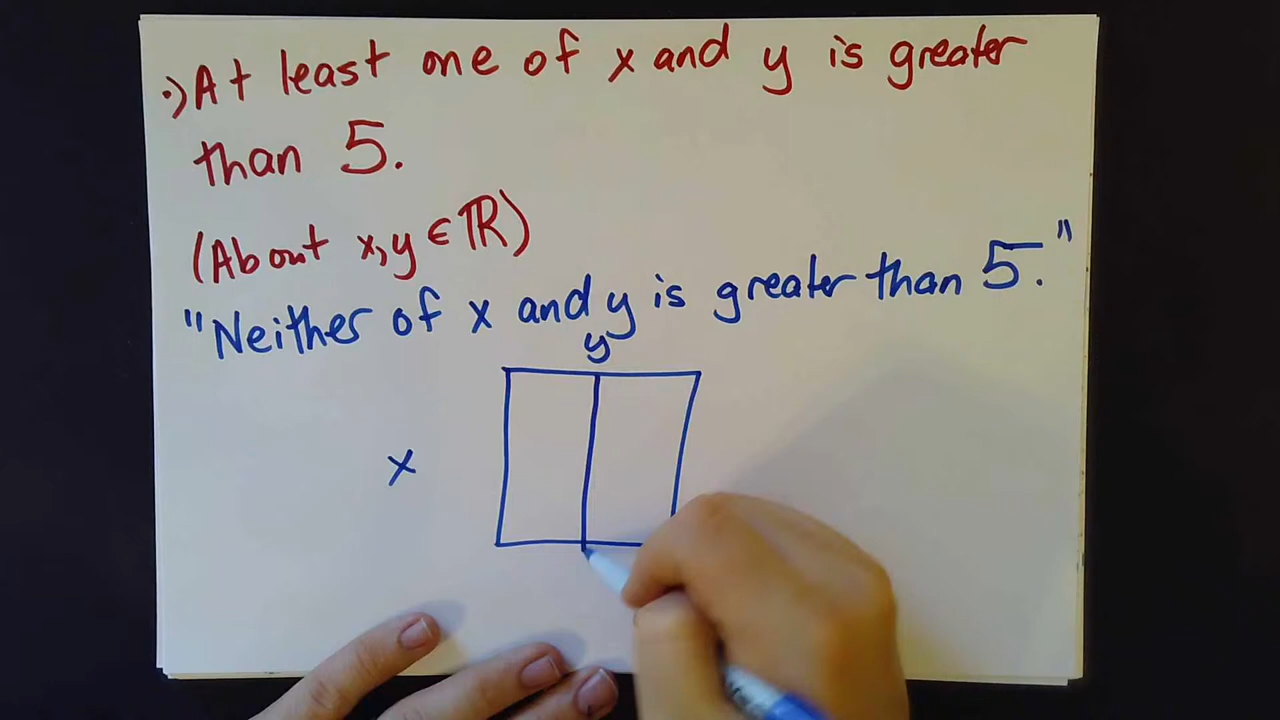 ·) At least one of x and y is greater
than 5.
(About x,y ∈ ℝ)
"Neither of x and y is greater than 5."
y
x